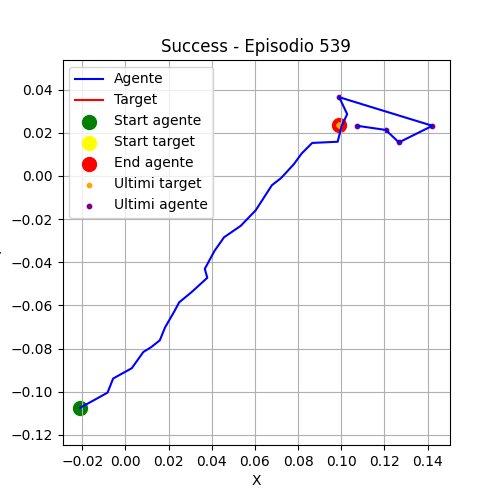 Success - Episodio 539
Agente
Target
Start agente
Start target
End agente
Ultimi target
Ultimi agente
0.04
0.02
0.00
−0.02
−0.04
−0.06
−0.08
−0.10
−0.12
−0.02 0.00 0.02 0.04 0.06 0.08 0.10 0.12 0.14
X